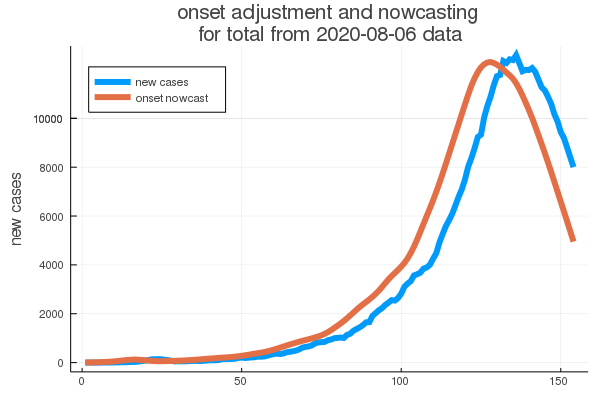 onset adjustment and nowcasting
for total from 2020-08-06 data
new cases
onset nowcast
new cases
10000
8000
6000
4000
2000
0
0 50 100 150